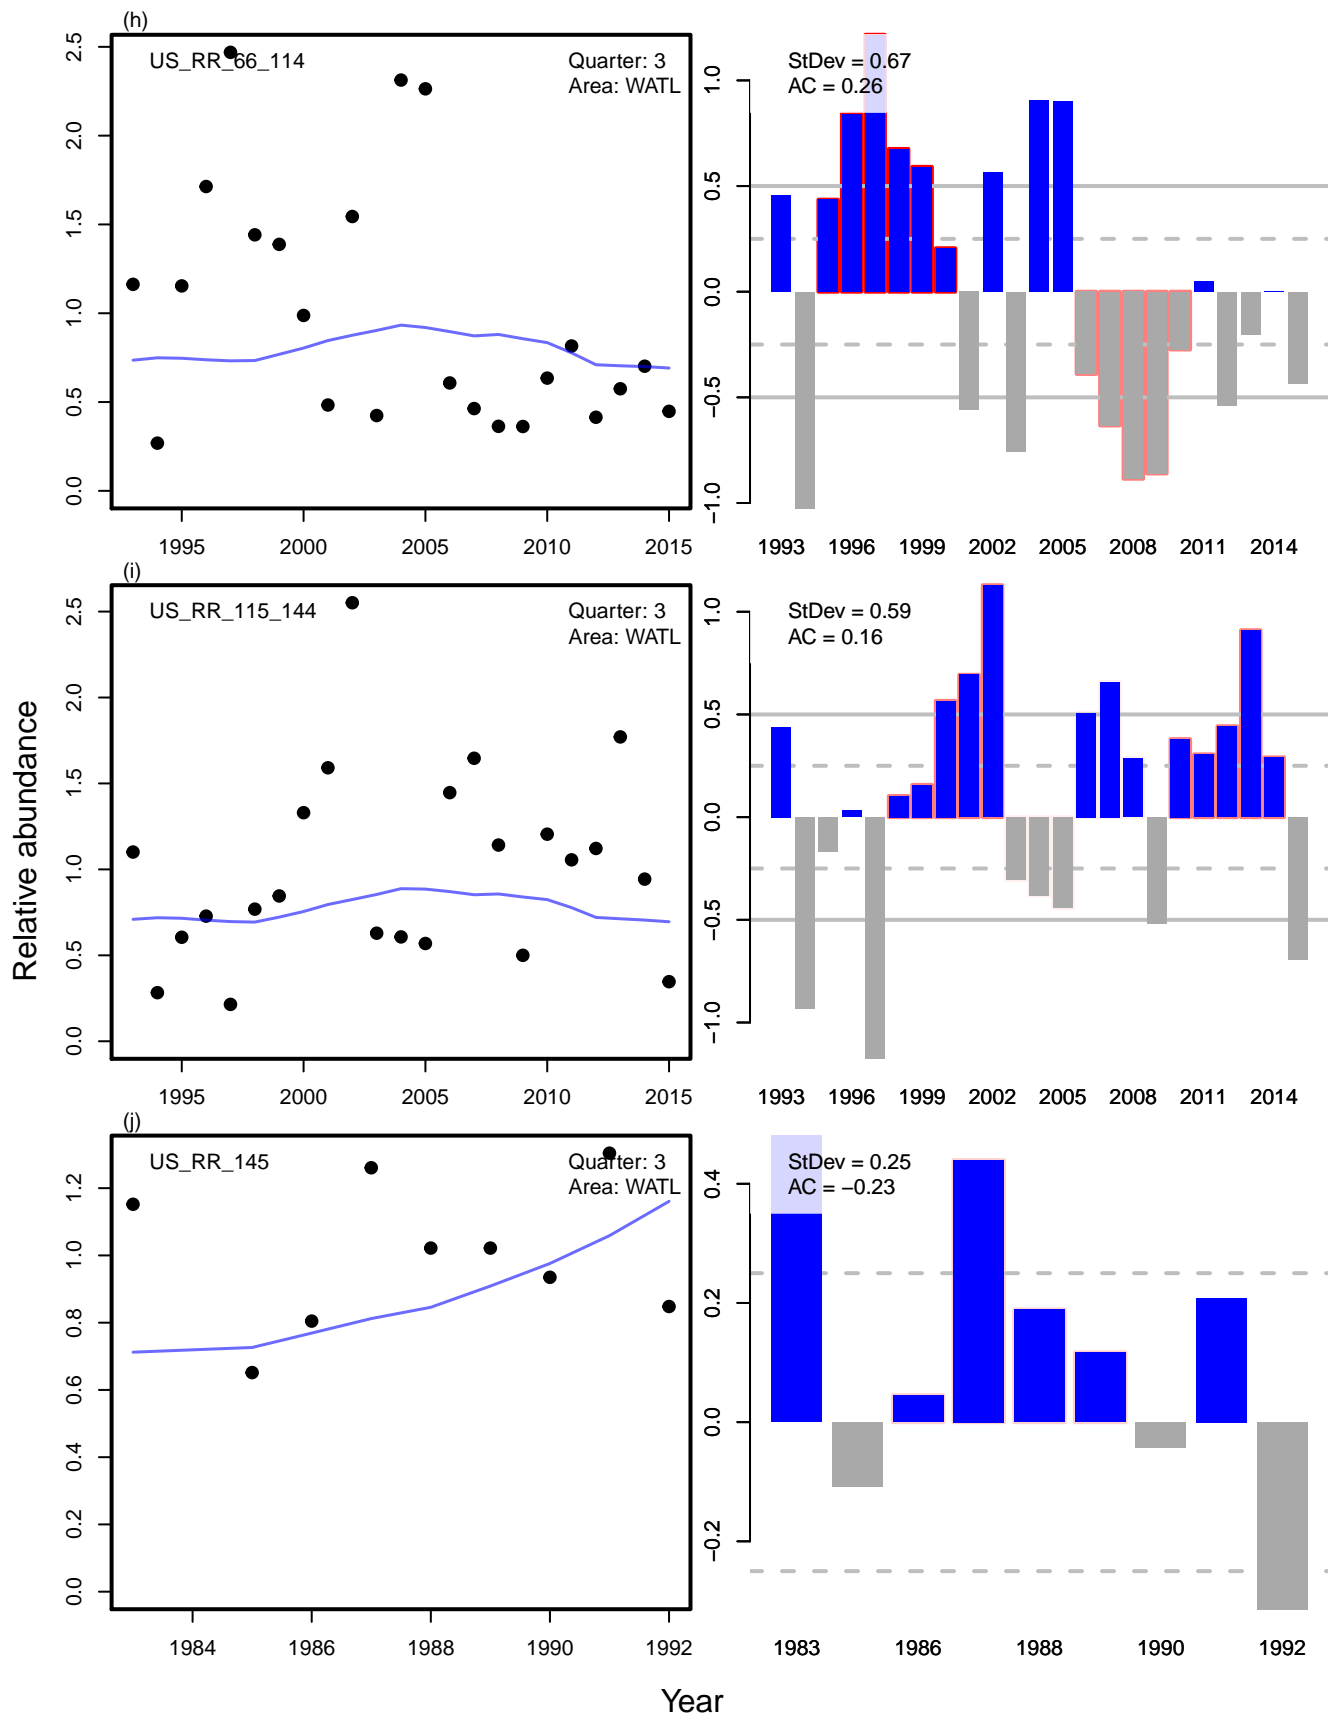 (h)
US_RR_66_114
Quarter: 3
Area: WATL
0.0 0.5 1.0 1.5 2.0 2.5
1995 2000 2005 2010 2015
StDev = 0.67
AC = 0.26
−1.0 −0.5 0.0 0.5 1.0
1993 1996 1999 2002 2005 2008 2011 2014
(i)
US_RR_115_144
Quarter: 3
Area: WATL
0.0 0.5 1.0 1.5 2.0 2.5
1995 2000 2005 2010 2015
StDev = 0.59
AC = 0.16
−1.0 −0.5 0.0 0.5 1.0
1993 1996 1999 2002 2005 2008 2011 2014
(j)
US_RR_145
Quarter: 3
Area: WATL
0.0 0.2 0.4 0.6 0.8 1.0 1.2
1984 1986 1988 1990 1992
StDev = 0.25
AC = −0.23
−0.2 0.0 0.2 0.4
1983 1986 1988 1990 1992
Relative abundance
Year